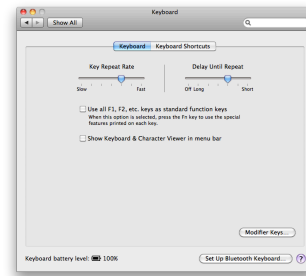 Keyboard
Show All
Keyboard Keyboard Shortcuts
Key Repeat Rate Delay Until Repeat
Slow Fast Off Long Short
Use all F1, F2, etc. keys as standard function keys
When this option is selected, press the Fn key to use the special
features printed on each key.
Show Keyboard & Character Viewer in menu bar
Modifier Keys...
Keyboard battery level: 100% Set Up Bluetooth Keyboard... ?